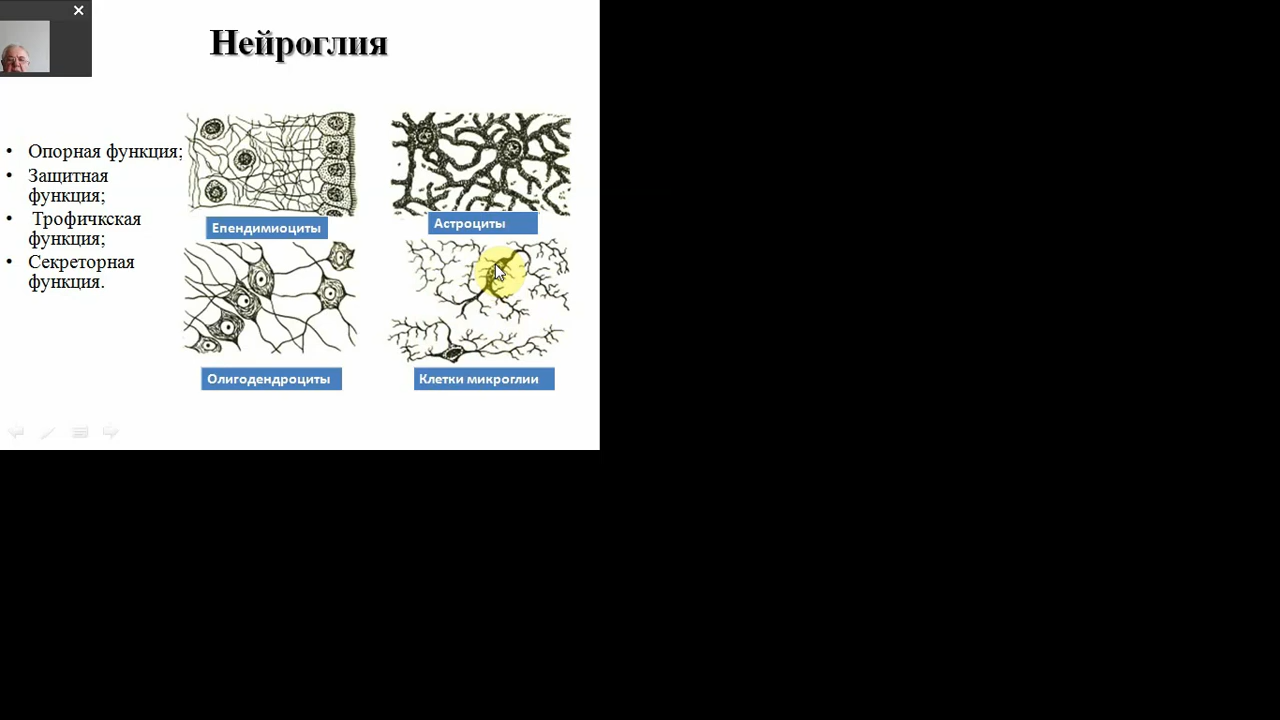 Нейроглия
• Опорная функция;
• Защитная
функция;
• Трофичкская
функция;
• Секреторная
функция.
Епендимиоциты
Астроциты
Олигодендроциты
Клетки микроглии